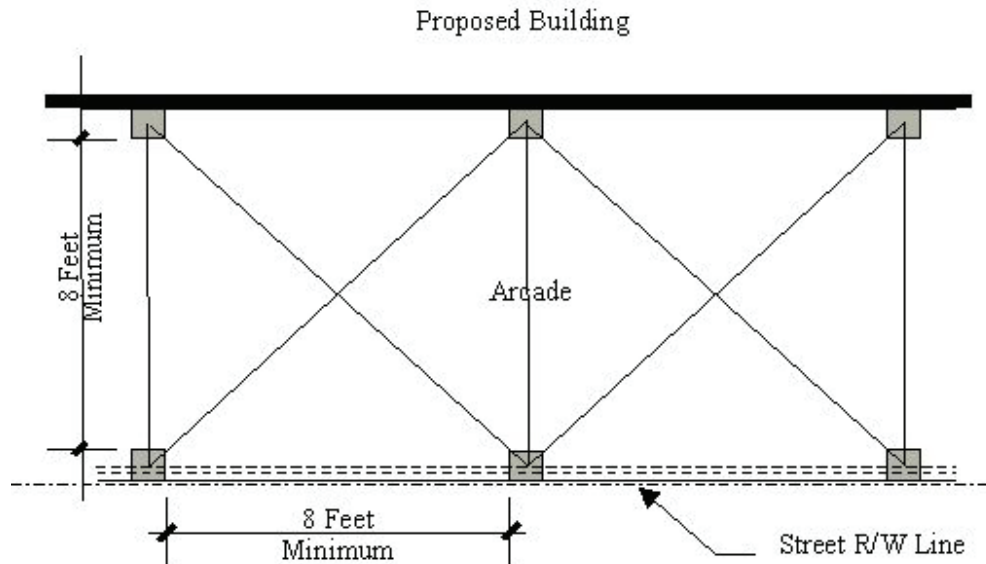 Proposed Building
8 Feet
Minimum
Arcade
8 Feet
Minimum
Street R/W Line